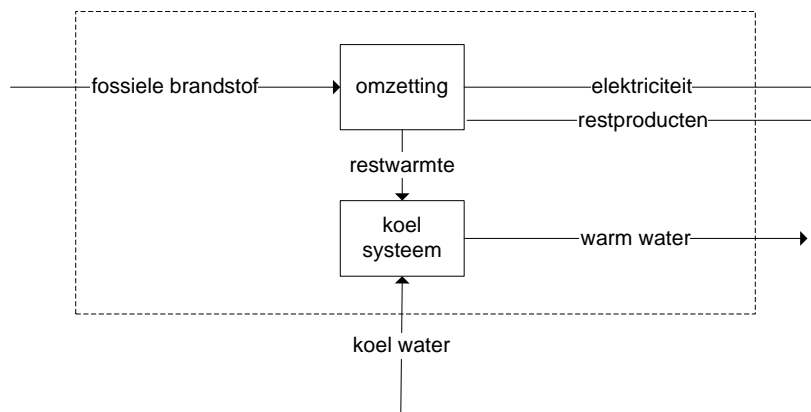 fossiele brandstof
omzetting
elektriciteit
restproducten
restwarmte
koel
systeem
warm water
koel water